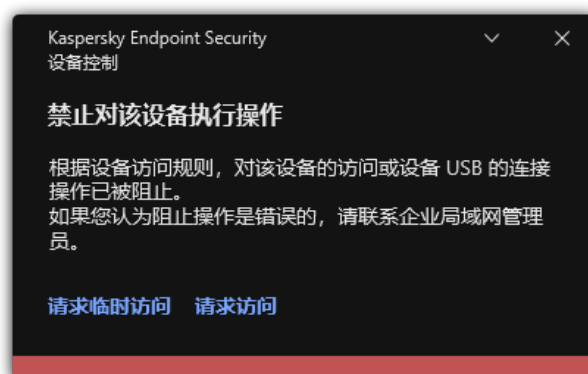 Kaspersky Endpoint Security
设备控制
禁止对该设备执行操作
根据设备访问规则，对该设备的访问或设备 USB 的连接
操作已被阻止。
如果您认为阻止操作是错误的，请联系企业局域网管理
员。
请求临时访问 请求访问